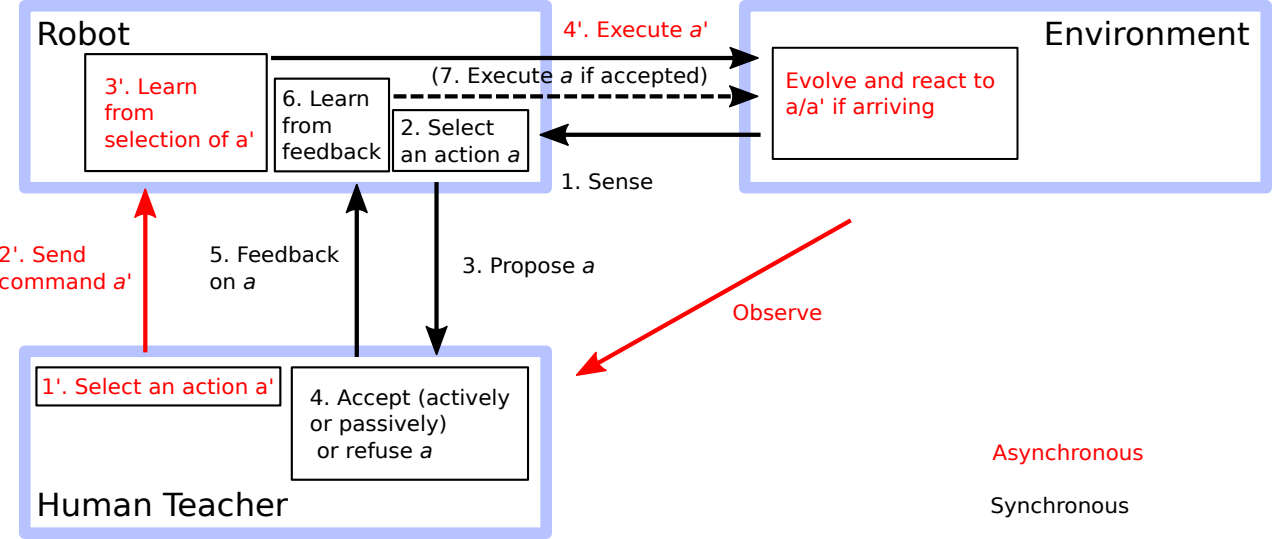 Robot
4'. Execute a'
Environment
(7. Execute a if accepted)
3'. Learn
from
selection of a'
6. Learn
from
feedback
2. Select
an action a
Evolve and react to
a/a' if arriving
1. Sense
2'. Send
command a'
5. Feedback
on a
3. Propose a
Observe
1'. Select an action a'
4. Accept (actively
or passively)
or refuse a
Human Teacher
Asynchronous
Synchronous